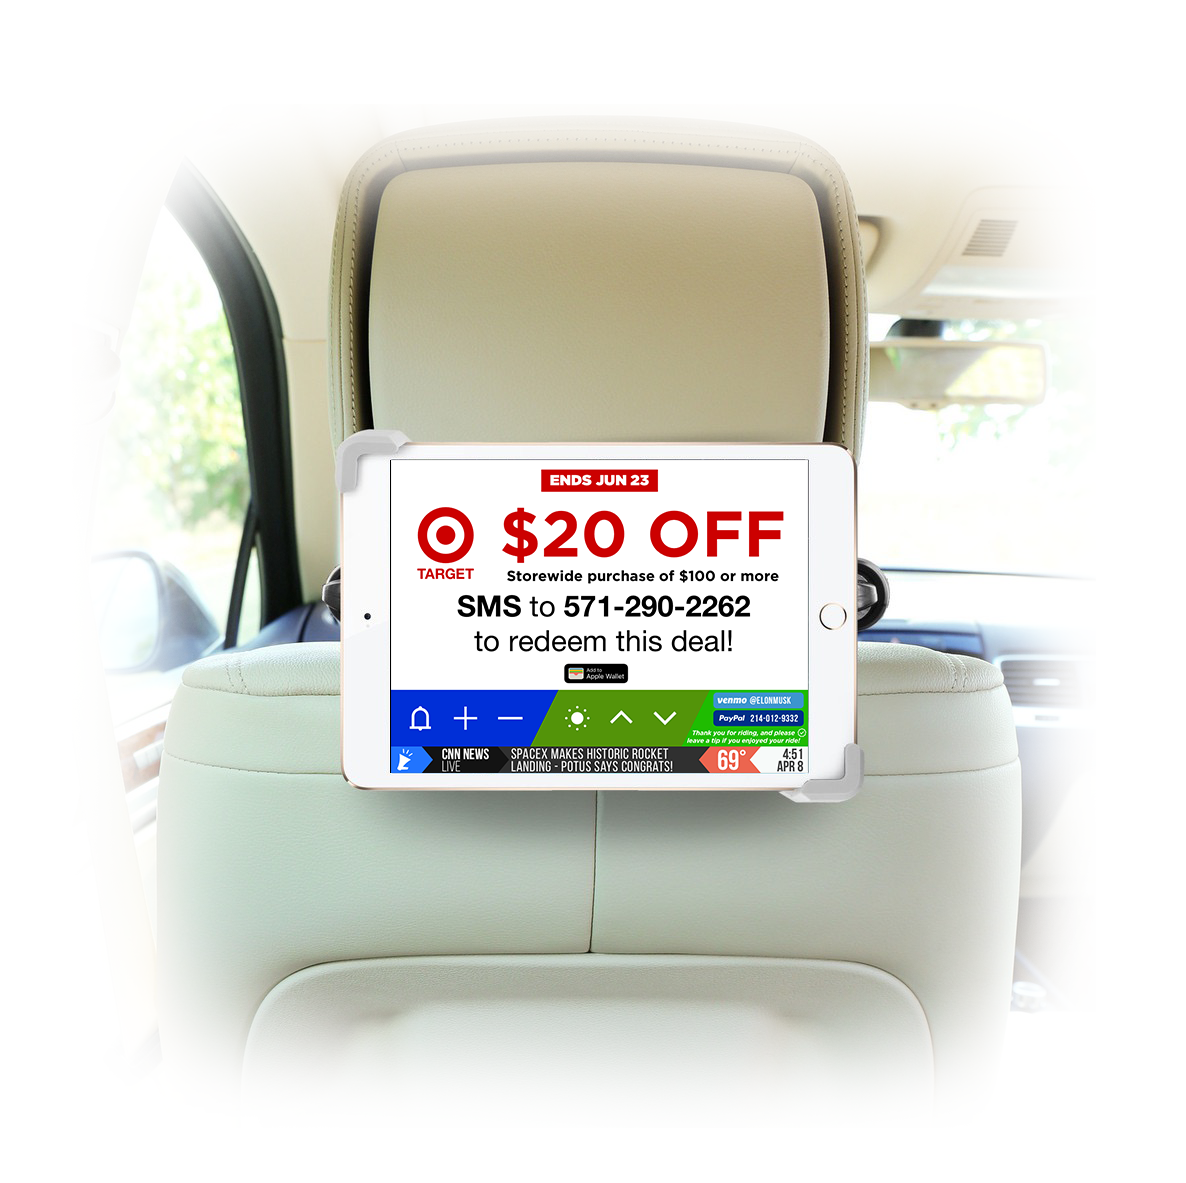 ENDS JUN 23
$20 OFF
TARGET
Storewide purchase of $100 or more
SMS to 571-290-2262
to redeem this deal!
Add to
Apple Wallet
venmo @ELONMUSK
PayPal 214-012-9332
Thank you for riding, and please
leave a tip if you enjoyed your ride!
CNN NEWS
LIVE
SPACEX MAKES HISTORIC ROCKET
LANDING - POTUS SAYS CONGRATS!
69°
4:51
APR 8